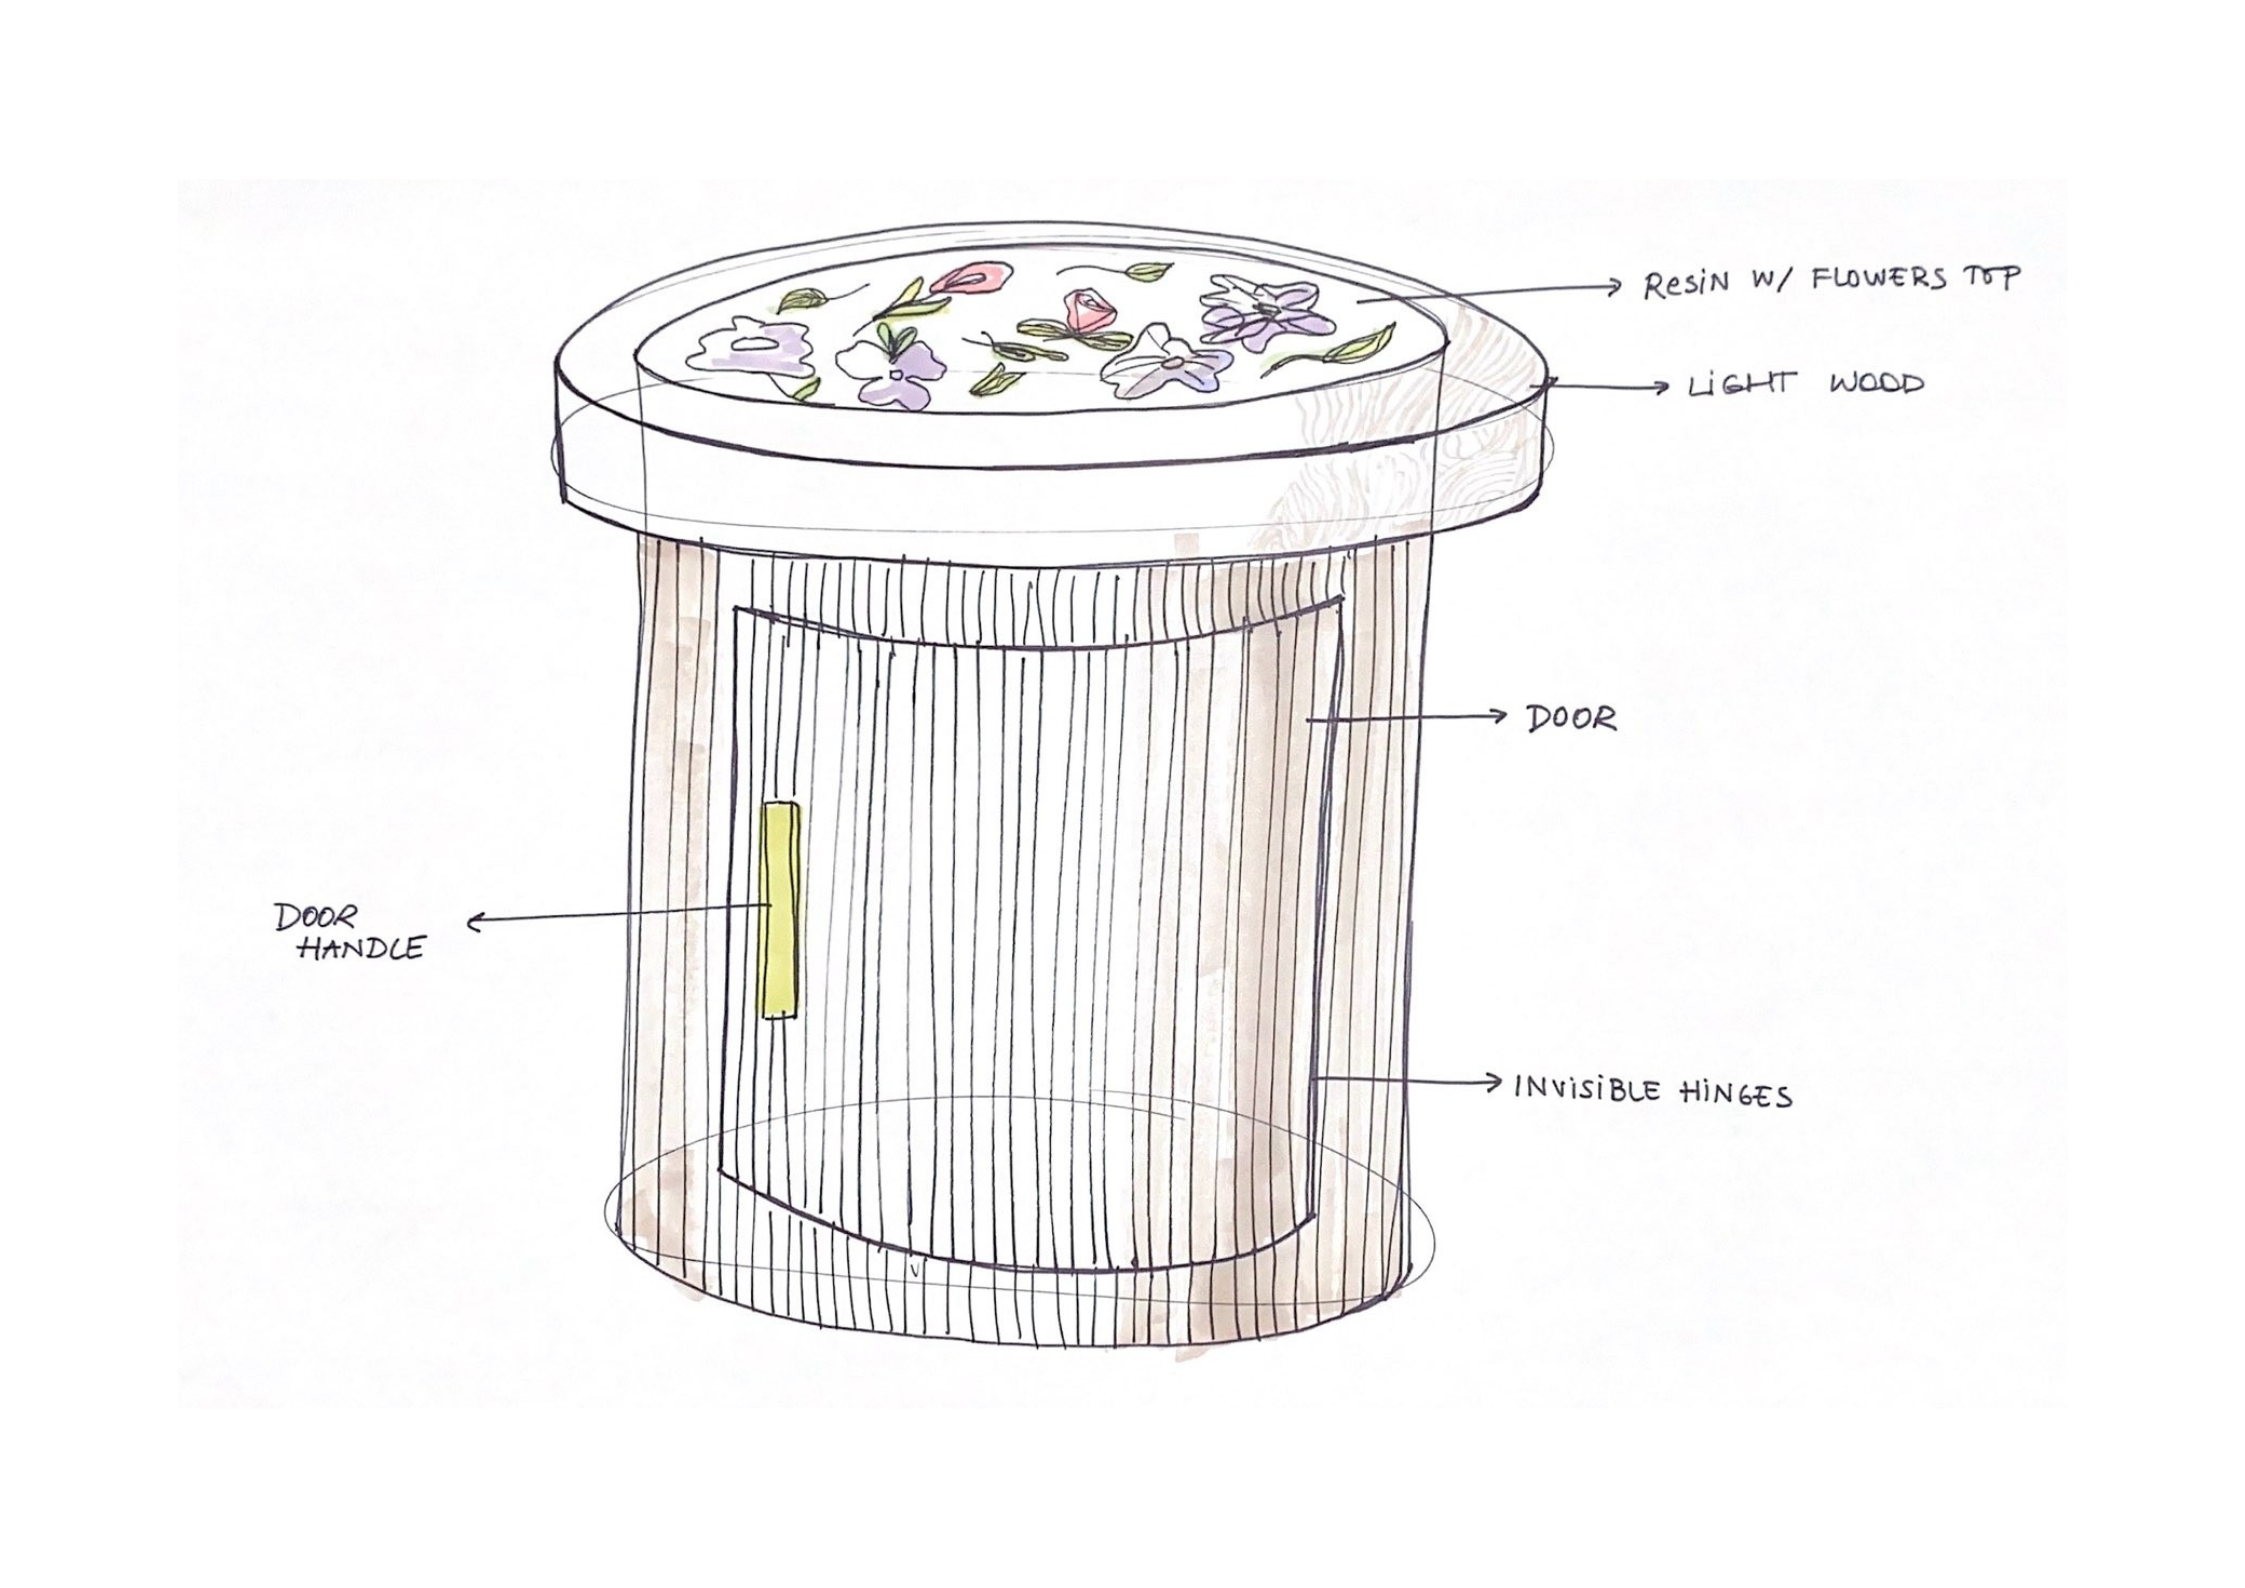 RESIN W/ FLOWERS TOP
LIGHT WOOD
DOOR
DOOR
HANDLE
INVISIBLE HINGES